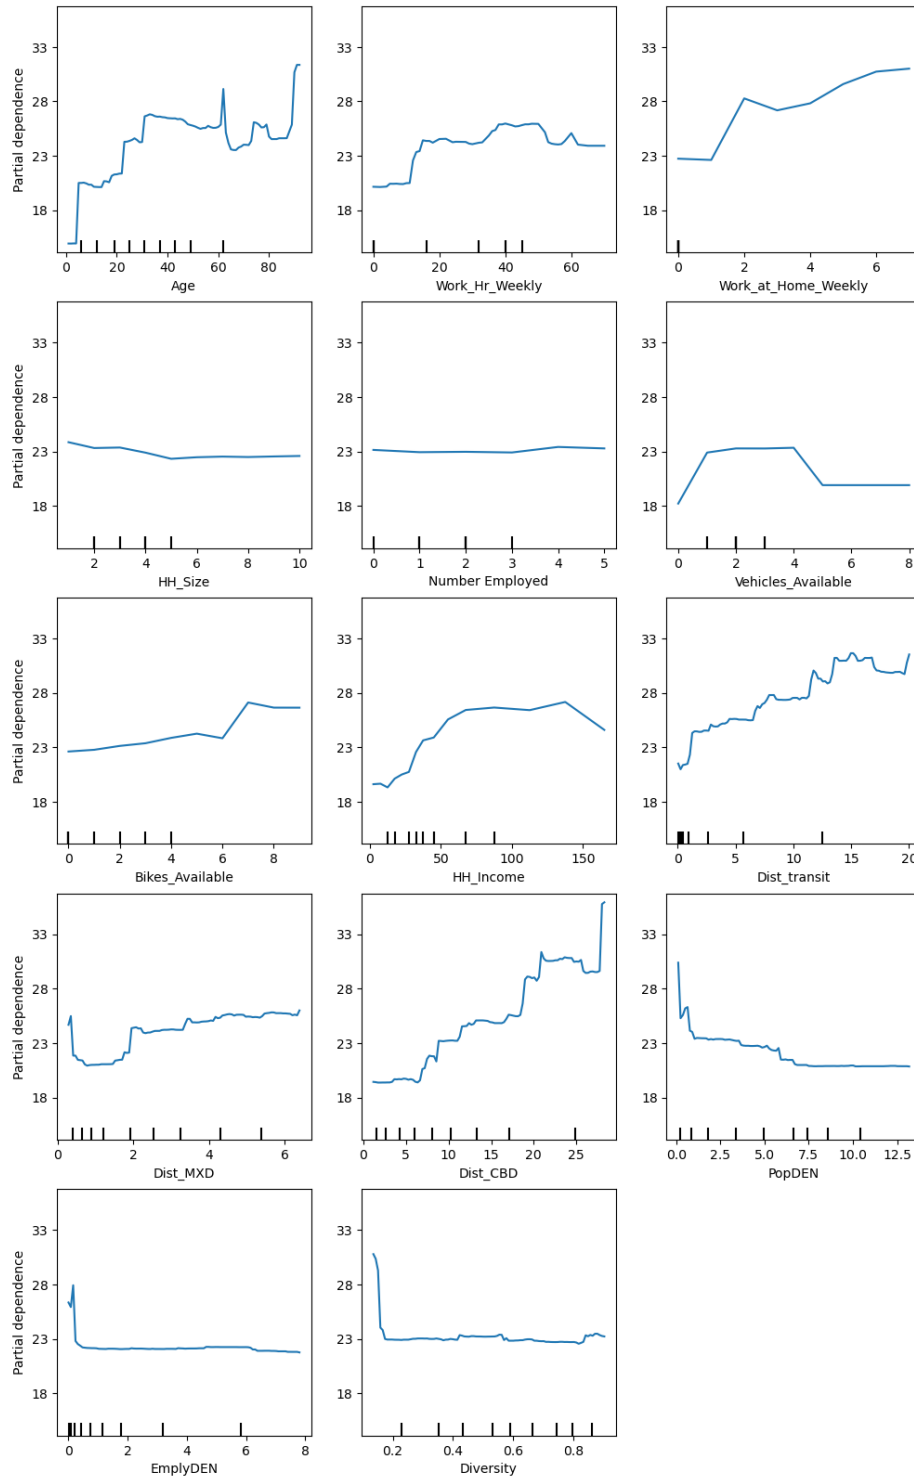 Partial dependence
33
28
23
18
0 20 40 60 80
Age
0 20 40 60
Work_Hr_Weekly
33
28
23
18
0 2 4 6
Work_at_Home_Weekly
Partial dependence
33
28
23
18
2 4 6 8 10
HH_Size
33
28
23
18
0 1 2 3 4 5
Number Employed
33
28
23
18
0 2 4 6 8
Vehicles_Available
Partial dependence
33
28
23
18
0 2 4 6 8
Bikes_Available
33
28
23
18
0 50 100 150
HH_Income
33
28
23
18
0 5 10 15 20
Dist_transit
Partial dependence
33
28
23
18
0 2 4 6
Dist_MXD
33
28
23
18
0 5 10 15 20 25
Dist_CBD
33
28
23
18
0.0 2.5 5.0 7.5 10.0 12.5
PopDEN
Partial dependence
33
28
23
18
0 2 4 6 8
EmplyDEN
33
28
23
18
0.2 0.4 0.6 0.8
Diversity